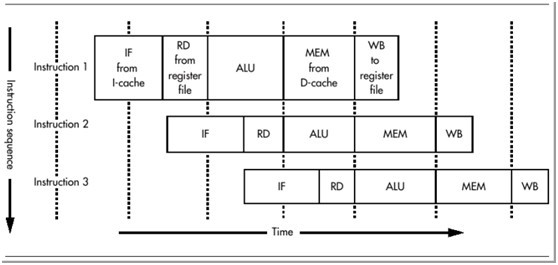 Instruction sequence
Instruction 1
IF
from
I-cache
RD
from
register
file
ALU
MEM
from
D-cache
WB
to
register
file
Instruction 2
IF
RD
ALU
MEM
WB
Instruction 3
IF
RD
ALU
MEM
WB
Time